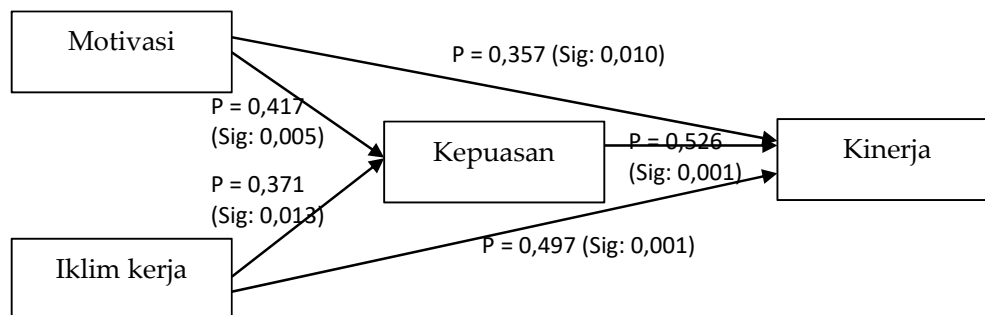 Motivasi
P = 0,357 (Sig: 0,010)
P = 0,417
(Sig: 0,005)
Kepuasan
P = 0,526
(Sig: 0,001)
Kinerja
P = 0,371
(Sig: 0,013)
P = 0,497 (Sig: 0,001)
Iklim kerja